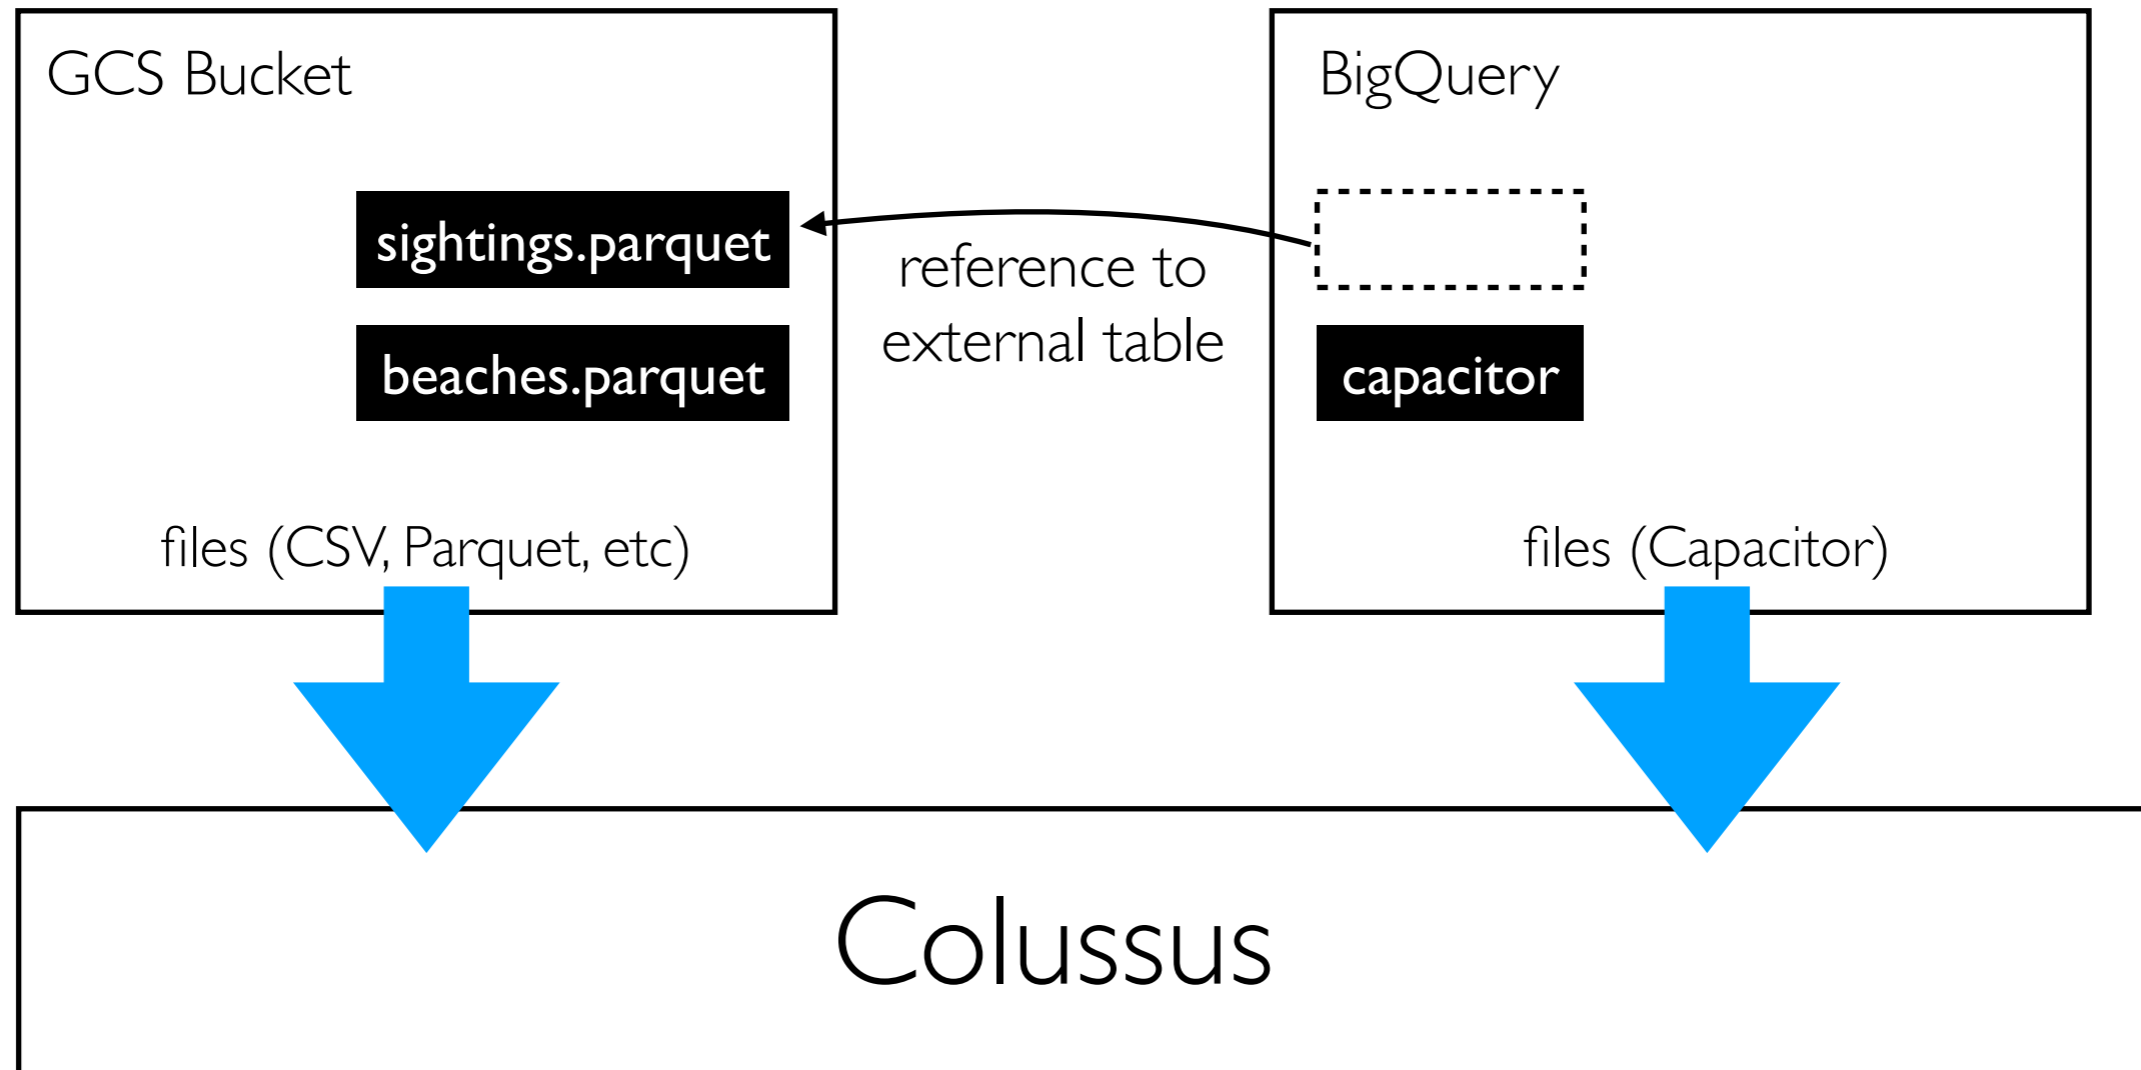 GCS Bucket
sightings.parquet
beaches.parquet
files (CSV, Parquet, etc)
reference to
external table
BigQuery
capacitor
files (Capacitor)
Colussus